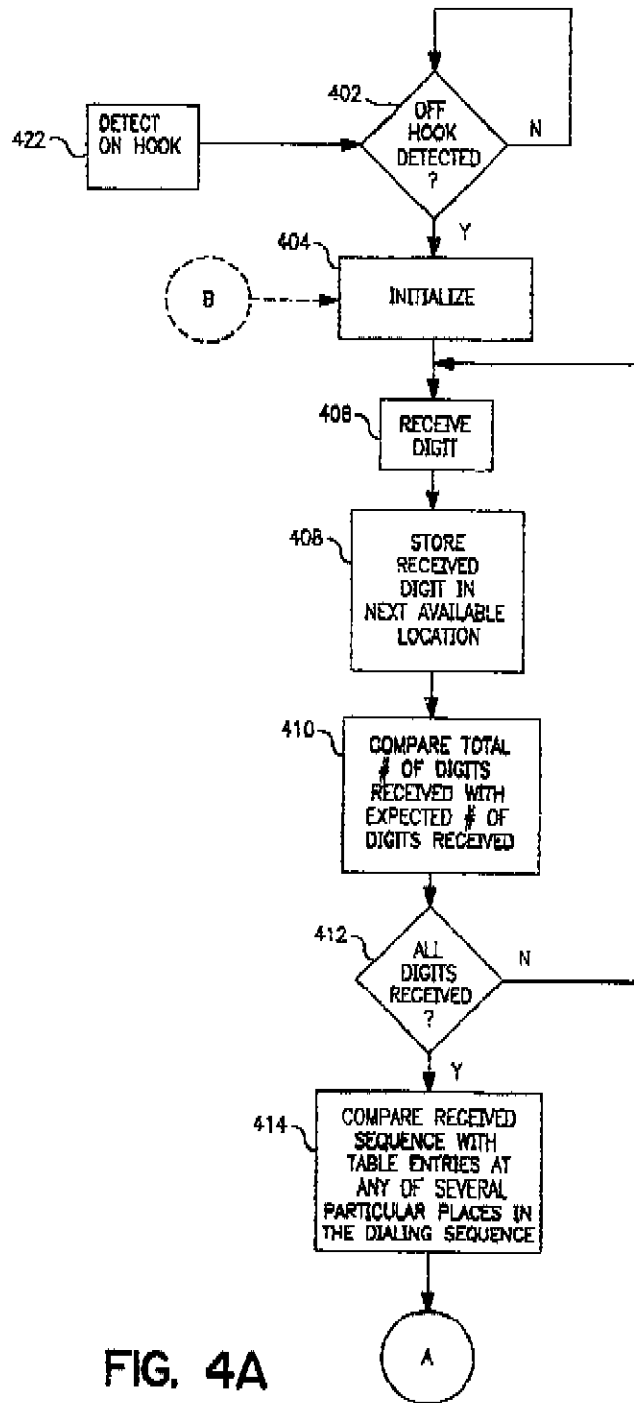 402
OFF
HOOK
DETECTED
?
N
Y
422
DETECT
ON HOOK
404
INITIALIZE
B
408
RECEIVE
DIGIT
408
STORE
RECEIVED
DIGIT IN
NEXT AVAILABLE
LOCATION
410
COMPARE TOTAL
# OF DIGITS
RECEIVED WITH
EXPECTED # OF
DIGITS RECEIVED
412
ALL
DIGITS
RECEIVED
?
N
Y
414
COMPARE RECEIVED
SEQUENCE WITH
TABLE ENTRIES AT
ANY OF SEVERAL
PARTICULAR PLACES IN
THE DIALING SEQUENCE
A
FIG. 4A